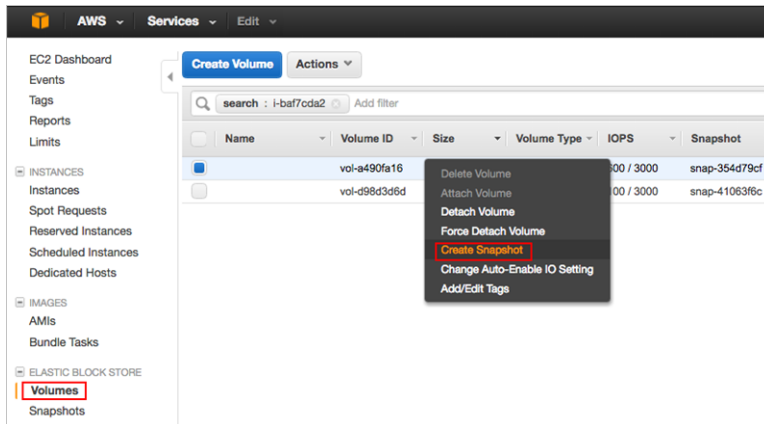 AWS Services Edit
EC2 Dashboard
Events
Tags
Reports
Limits
INSTANCES
Instances
Spot Requests
Reserved Instances
Scheduled Instances
Dedicated Hosts
IMAGES
AMIs
Bundle Tasks
ELASTIC BLOCK STORE
Volumes
Snapshots
Create Volume Actions
search : i-baf7cda2 Add filter
Name Volume ID Size Volume Type IOPS Snapshot
vol-a490fa16 00 / 3000 snap-354d79cf
vol-d98d3d6d 00 / 3000 snap-41063f6c
Delete Volume
Attach Volume
Detach Volume
Force Detach Volume
Create Snapshot
Change Auto-Enable IO Setting
Add/Edit Tags